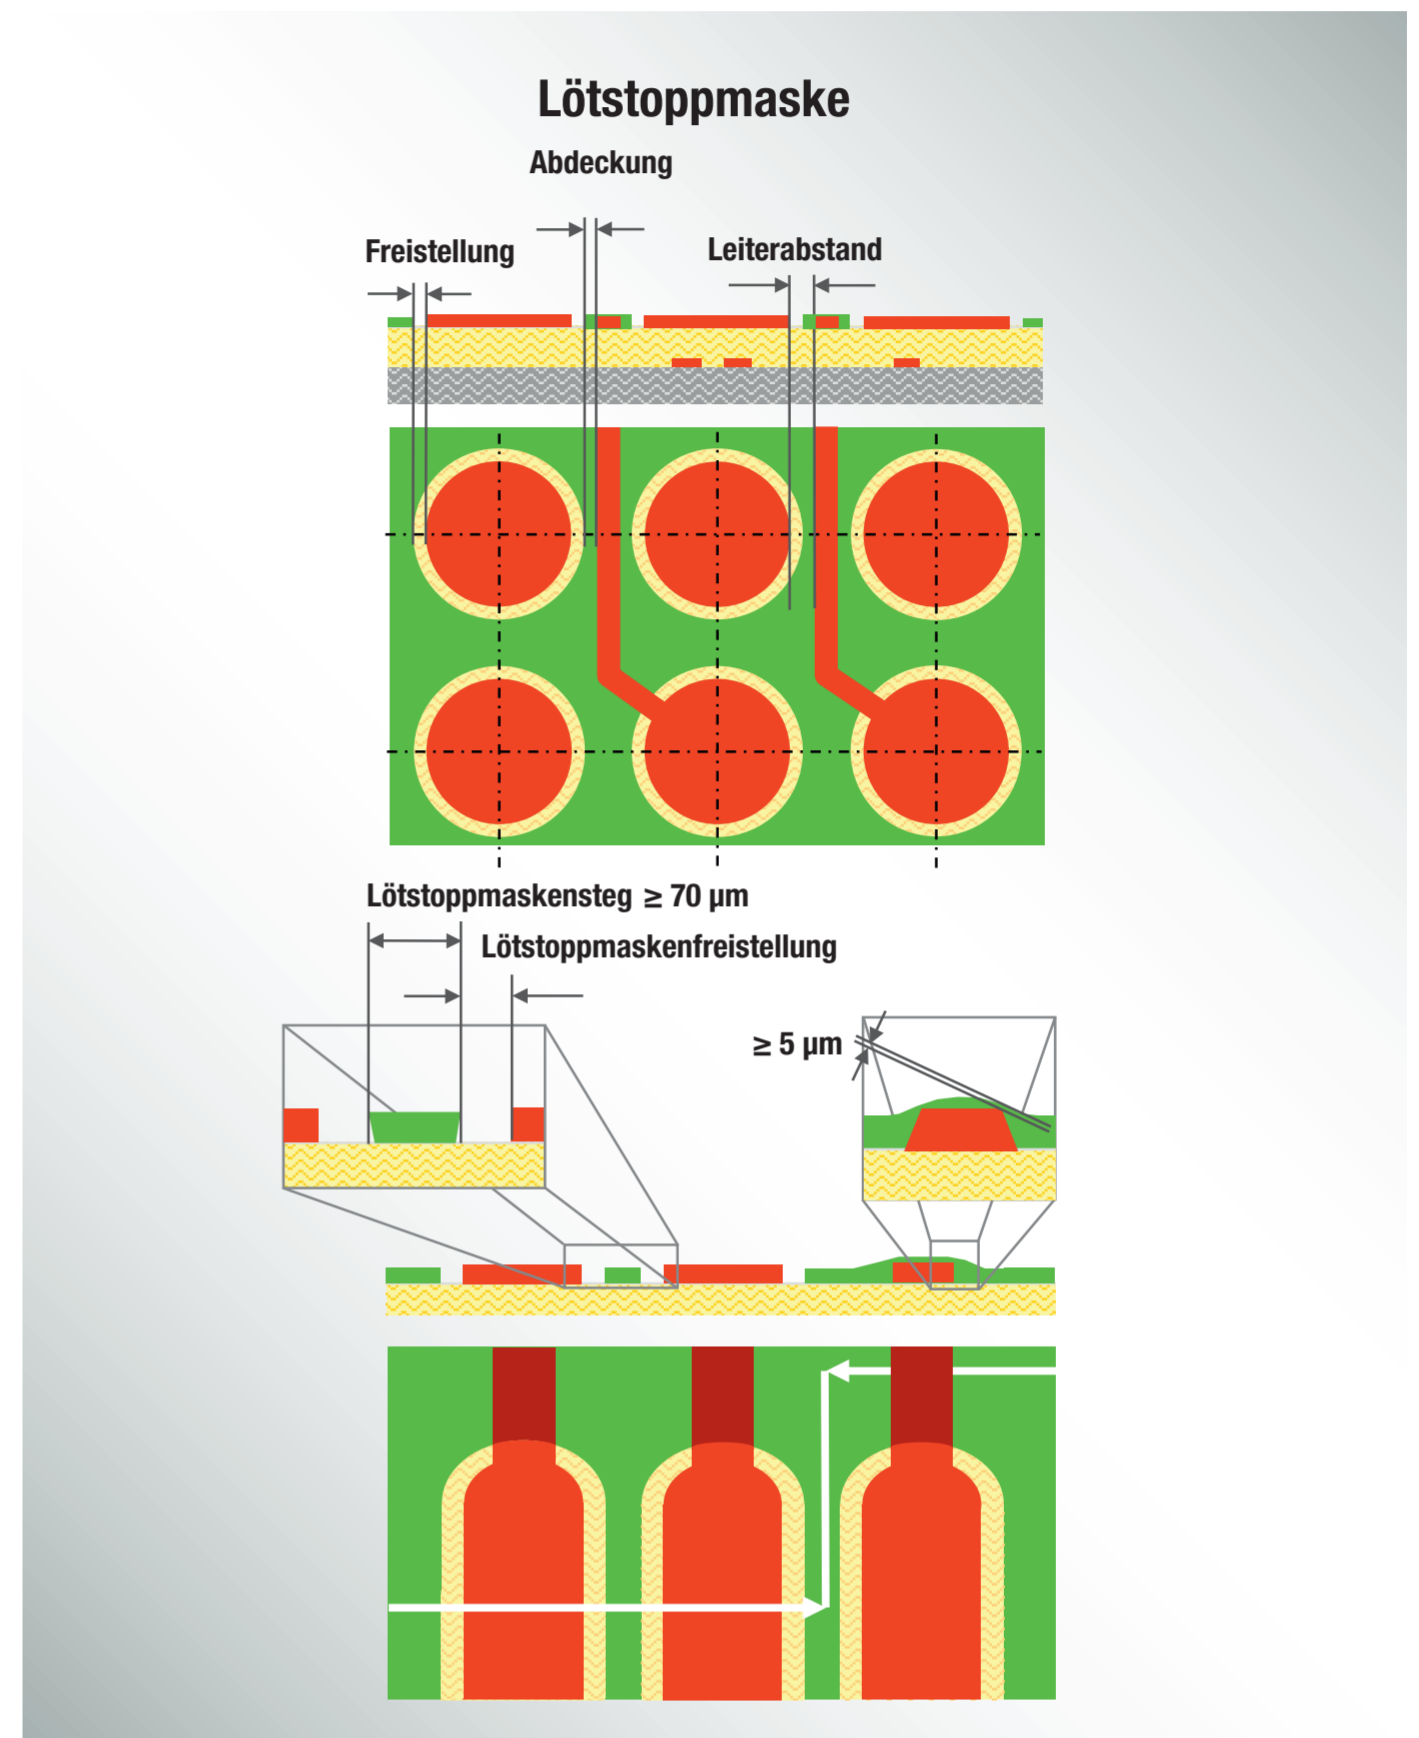 Lötstoppmaske
Abdeckung
Freistellung
Leiterabstand
Lötstoppmaskensteg ≥ 70 µm
Lötstoppmaskenfreistellung
≥ 5 µm